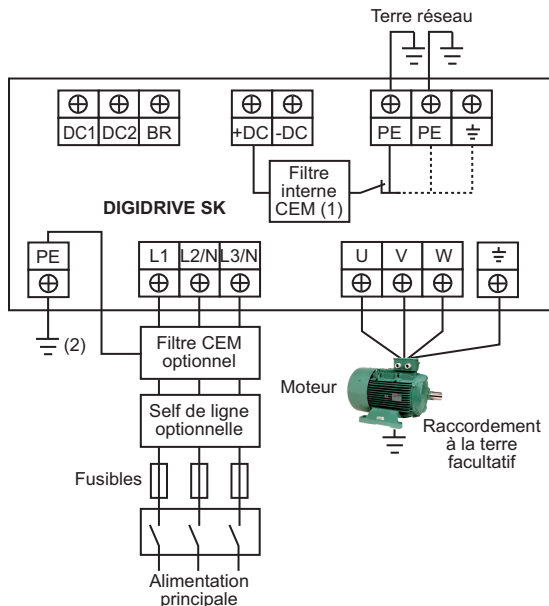 Terre réseau
DC1 DC2 BR
+DC -DC
PE PE
Filtre
interne
CEM (1)
DIGIDRIVE SK
PE
L1 L2/N L3/N
U V W
(2)
Filtre CEM
optionnel
Self de ligne
optionnelle
Moteur
Raccordement
à la terre
facultatif
Fusibles
Alimentation
principale